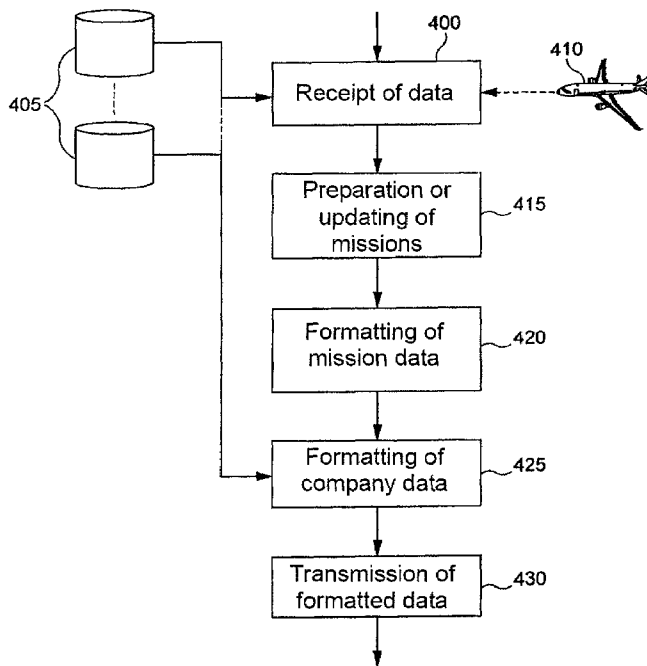 400
410
405
Receipt of data
Preparation or
updating of
missions
415
Formatting of
mission data
420
Formatting of
company data
425
Transmission of
formatted data
430